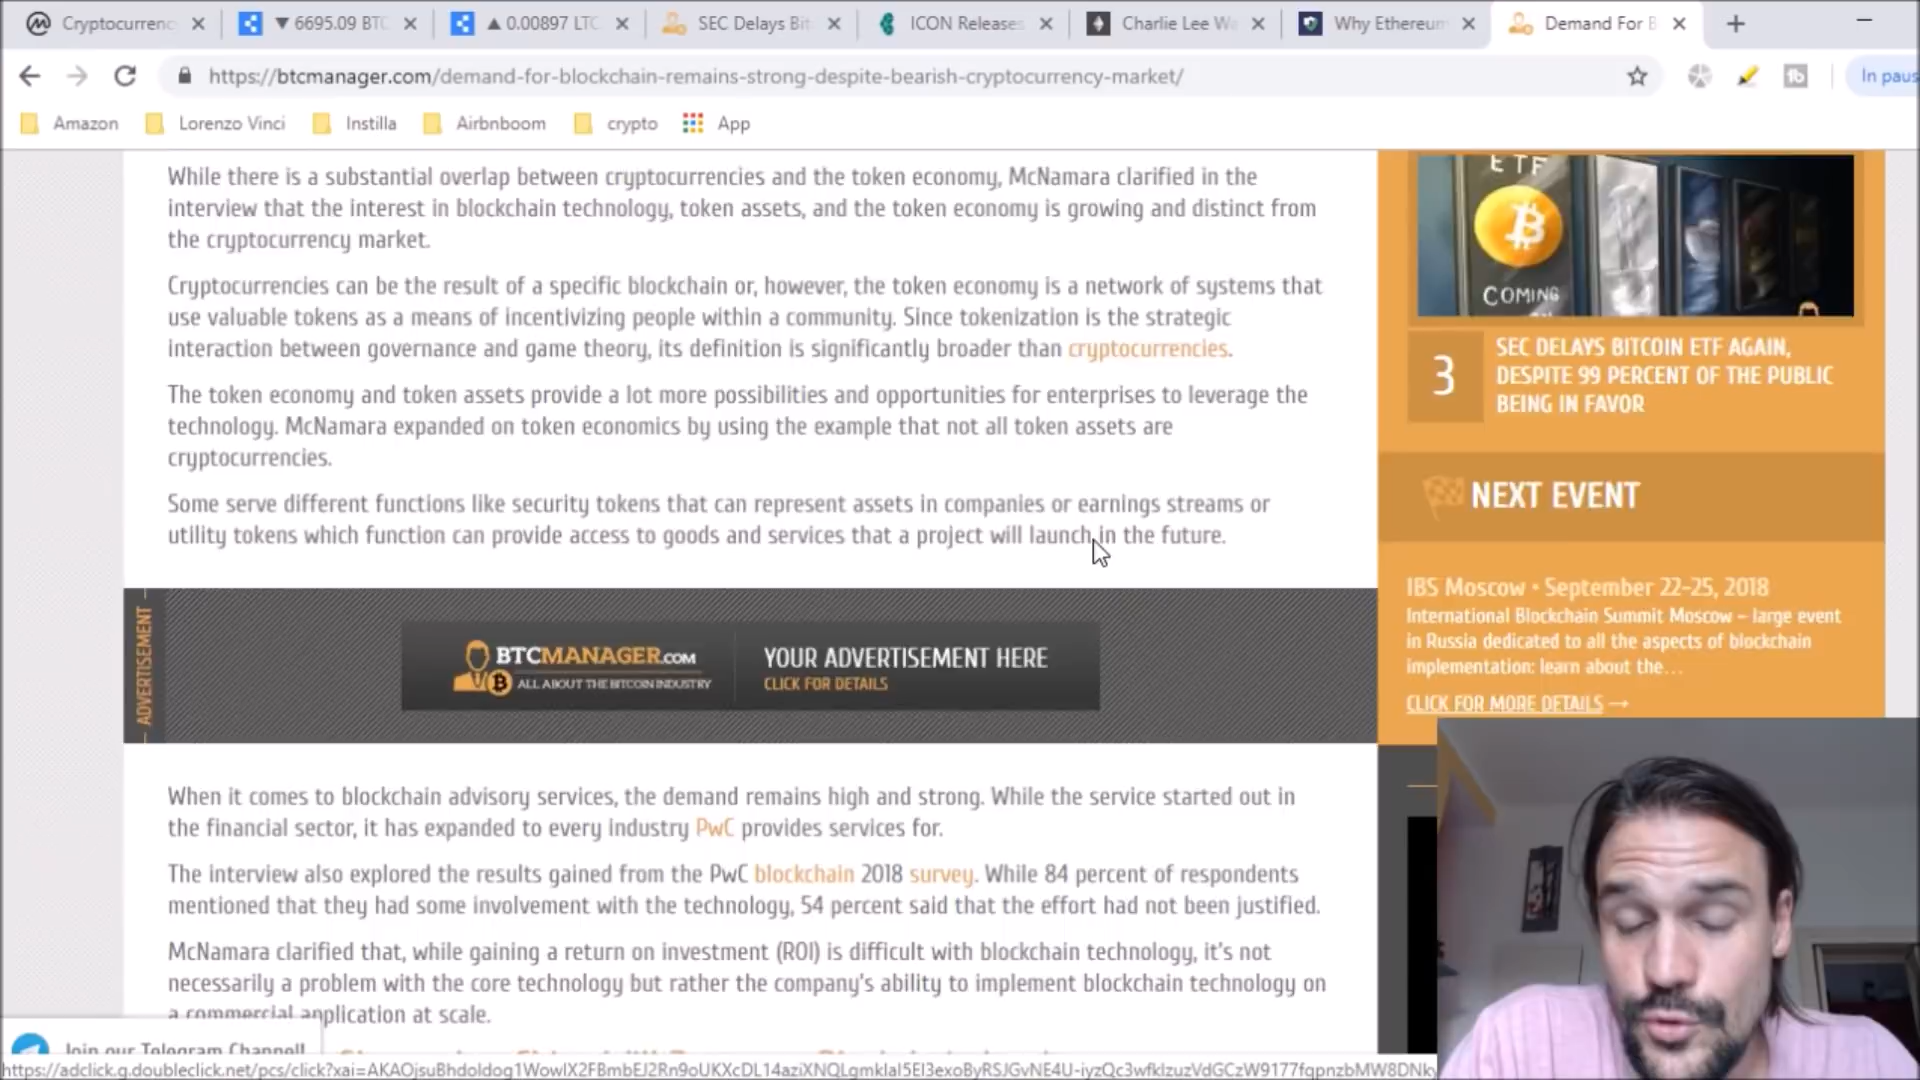 Cryptocurrenc
▼ 6695.09 BTC
▲ 0.00897 LTC
SEC Delays Bit
ICON Releases
Charlie Lee Wa
Why Ethereum
Demand For B
https://btcmanager.com/demand-for-blockchain-remains-strong-despite-bearish-cryptocurrency-market/
In paus
Amazon
Lorenzo Vinci
Instilla
Airbnboom
crypto
App
While there is a substantial overlap between cryptocurrencies and the token economy, McNamara clarified in the
interview that the interest in blockchain technology, token assets, and the token economy is growing and distinct from
the cryptocurrency market.
Cryptocurrencies can be the result of a specific blockchain or, however, the token economy is a network of systems that
use valuable tokens as a means of incentivizing people within a community. Since tokenization is the strategic
interaction between governance and game theory, its definition is significantly broader than cryptocurrencies.
The token economy and token assets provide a lot more possibilities and opportunities for enterprises to leverage the
technology. McNamara expanded on token economics by using the example that not all token assets are
cryptocurrencies.
Some serve different functions like security tokens that can represent assets in companies or earnings streams or
utility tokens which function can provide access to goods and services that a project will launch in the future.
ADVERTISEMENT
BTCMANAGER.COM
ALL ABOUT THE BITCOIN INDUSTRY
YOUR ADVERTISEMENT HERE
CLICK FOR DETAILS
When it comes to blockchain advisory services, the demand remains high and strong. While the service started out in
the financial sector, it has expanded to every industry PwC provides services for.
The interview also explored the results gained from the PwC blockchain 2018 survey. While 84 percent of respondents
mentioned that they had some involvement with the technology, 54 percent said that the effort had not been justified.
McNamara clarified that, while gaining a return on investment (ROI) is difficult with blockchain technology, it's not
necessarily a problem with the core technology but rather the company's ability to implement blockchain technology on
a commercial application at scale.
Join our Telegram Channel!
ETF
COMING
3
SEC DELAYS BITCOIN ETF AGAIN,
DESPITE 99 PERCENT OF THE PUBLIC
BEING IN FAVOR
NEXT EVENT
IBS Moscow • September 22-25, 2018
International Blockchain Summit Moscow – large event
in Russia dedicated to all the aspects of blockchain
implementation: learn about the…
CLICK FOR MORE DETAILS →